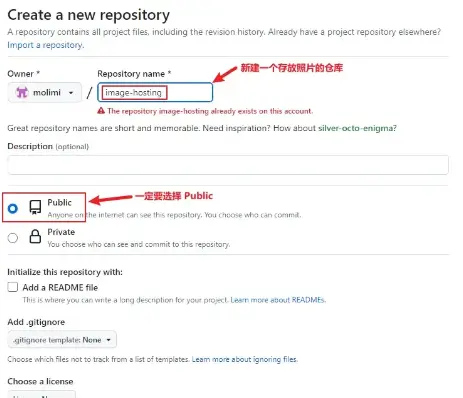 Create a new repository
A repository contains all project files, including the revision history. Already have a project repository elsewhere?
Import a repository.
Owner *
Repository name *
新建一个存放照片的仓库
molimi
/
image-hosting
The repository image-hosting already exists on this account.
Great repository names are short and memorable. Need inspiration? How about silver-octo-enigma?
Description (optional)
一定要选择 Public
Public
Anyone on the internet can see this repository. You choose who can commit.
Private
You choose who can see and commit to this repository.
Initialize this repository with:
Add a README file
This is where you can write a long description for your project. Learn more about READMEs.
Add .gitignore
.gitignore template: None
Choose which files not to track from a list of templates. Learn more about ignoring files.
Choose a license